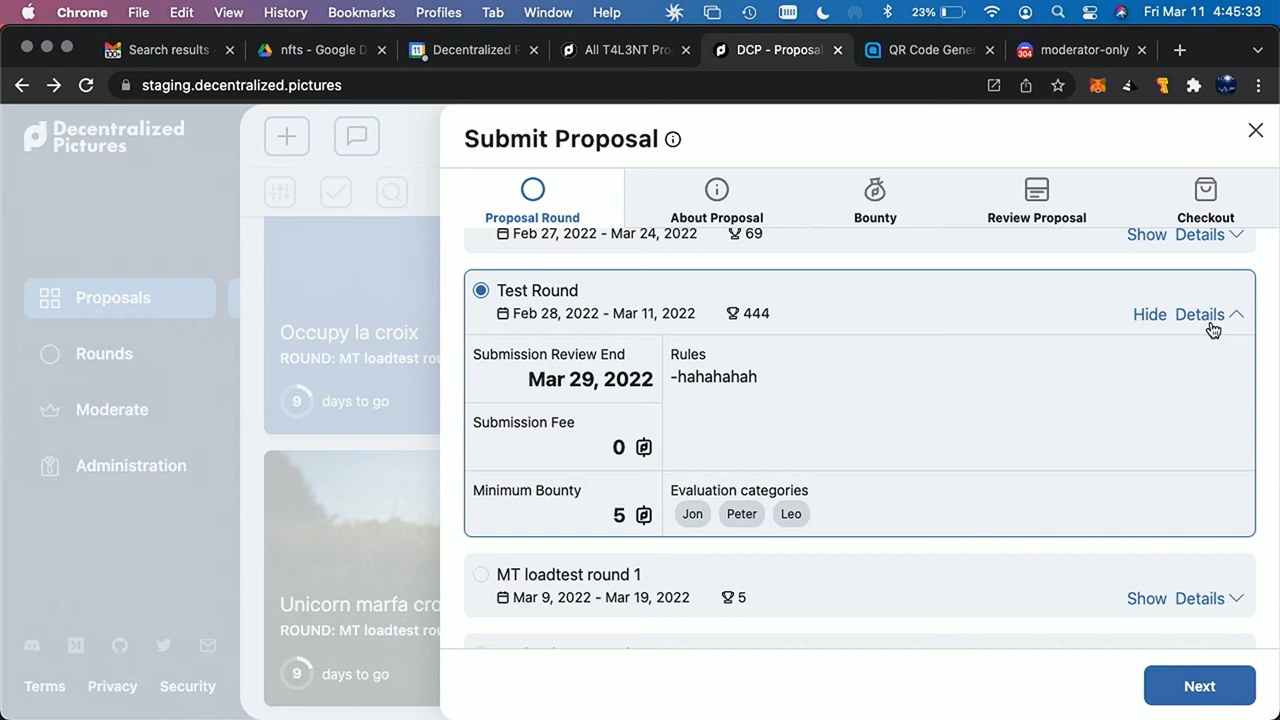 Chrome File Edit View History Bookmarks Profiles Tab Window Help 23% Fri Mar 11 4:45:33
Search results - nfts - Google D Decentralized P All T4L3NT Pro DCP - Proposa QR Code Gene 304 moderator-only
staging.decentralized.pictures
Decentralized
Pictures
Submit Proposal
Proposal Round About Proposal Bounty Review Proposal Checkout
Feb 27, 2022 - Mar 24, 2022 69 Show Details
Test Round
Feb 28, 2022 - Mar 11, 2022 444 Hide Details
Submission Review End
Mar 29, 2022
Rules
-hahahahah
Submission Fee
0
Minimum Bounty
5
Evaluation categories
Jon Peter Leo
MT loadtest round 1
Mar 9, 2022 - Mar 19, 2022 5 Show Details
Next
Proposals
Rounds
Moderate
Administration
Occupy la croix
ROUND: MT loadtest rou
9 days to go
Unicorn marfa cro
ROUND: MT loadtest rou
9 days to go
Terms Privacy Security